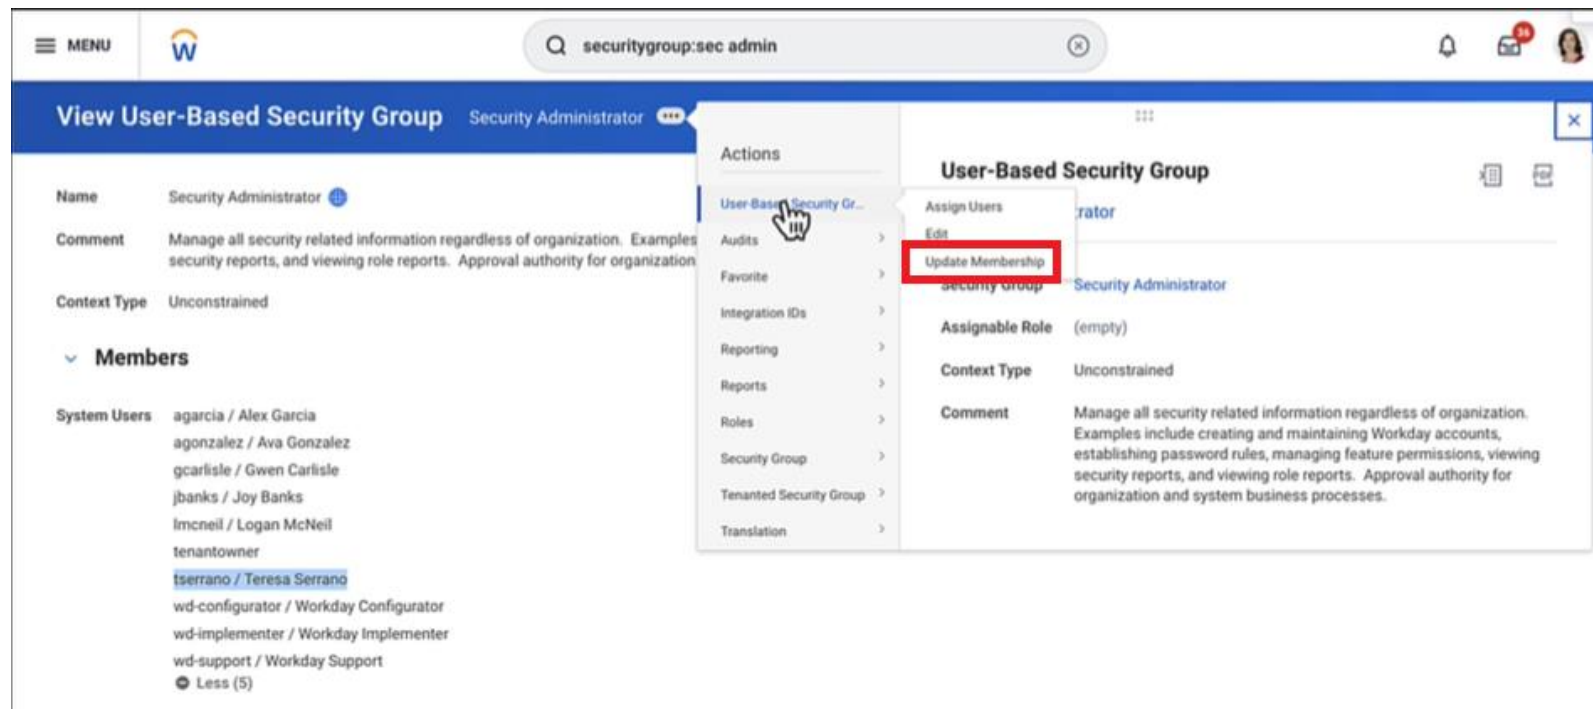 MENU
securitygroup:sec admin
36
View User-Based Security Group Security Administrator
Name Security Administrator
Comment Manage all security related information regardless of organization. Examples
security reports, and viewing role reports. Approval authority for organization
Context Type Unconstrained
Members
System Users agarcia / Alex Garcia
agonzalez / Ava Gonzalez
gcarlisle / Gwen Carlisle
jbanks / Joy Banks
lmcneil / Logan McNeil
tenantowner
tserrano / Teresa Serrano
wd-configurator / Workday Configurator
wd-implementer / Workday Implementer
wd-support / Workday Support
Less (5)
Actions
User-Based Security Gr...
Audits
Favorite
Integration IDs
Reporting
Reports
Roles
Security Group
Tenanted Security Group
Translation
Assign Users
Edit
Update Membership
User-Based Security Group
rator
Security Group Security Administrator
Assignable Role (empty)
Context Type Unconstrained
Comment Manage all security related information regardless of organization.
Examples include creating and maintaining Workday accounts,
establishing password rules, managing feature permissions, viewing
security reports, and viewing role reports. Approval authority for
organization and system business processes.